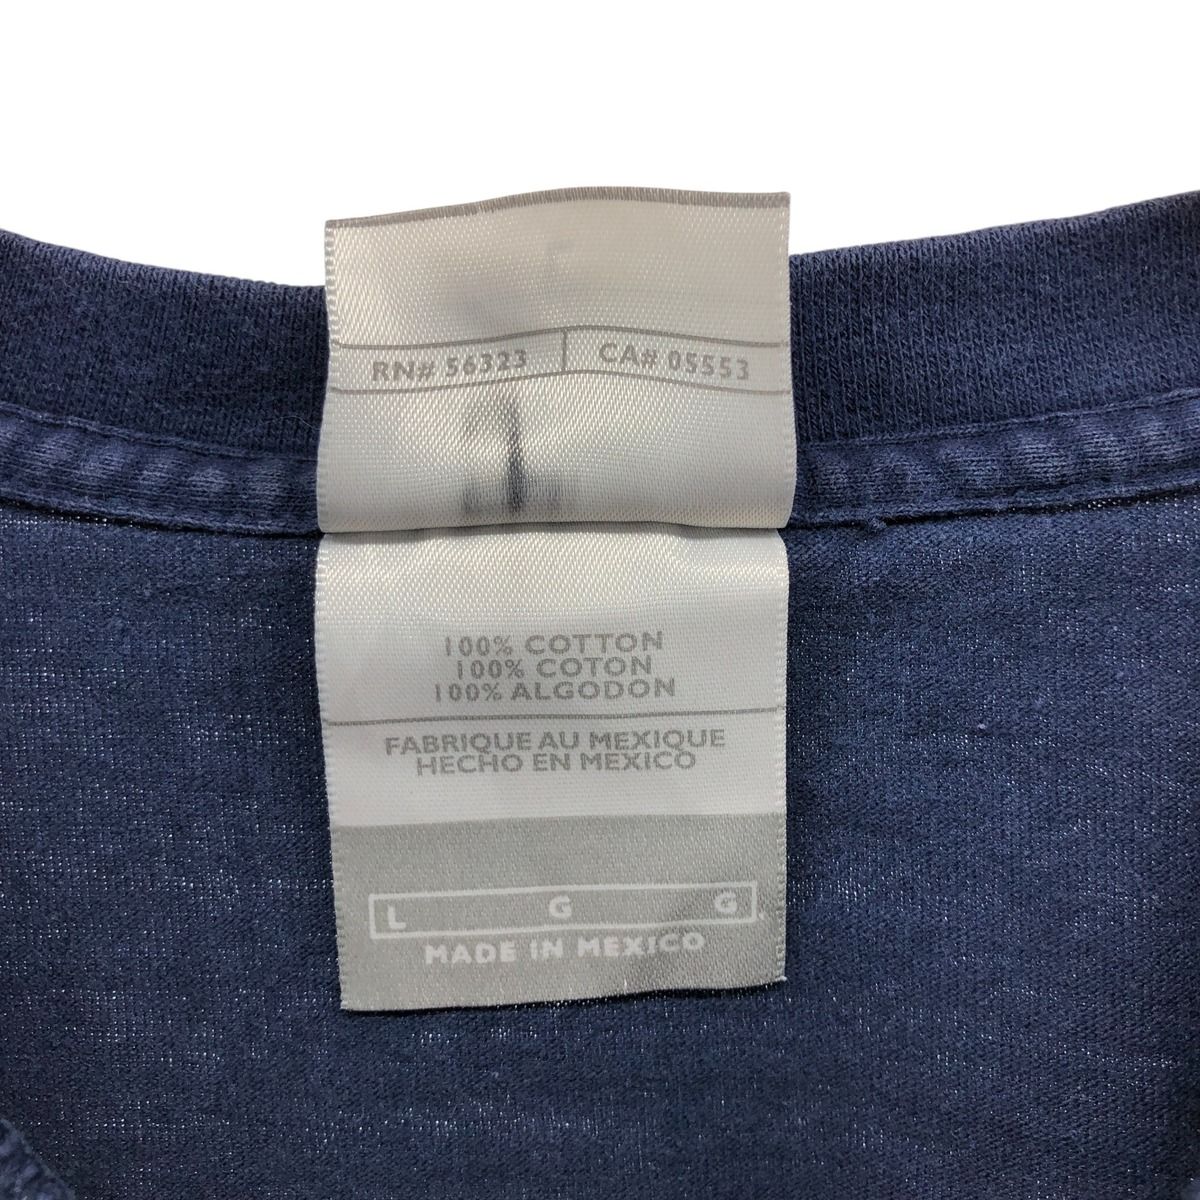 RN# 56323 CA# 05553
100% COTTON
100% COTON
100% ALGODON
FABRIQUE AU MEXIQUE
HECHO EN MEXICO
L G G
MADE IN MEXICO